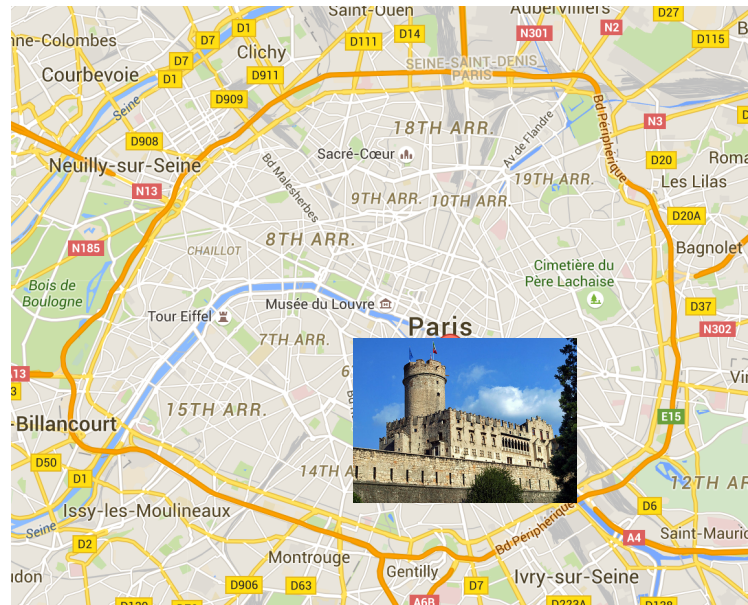 Saint-Ouen
Aubervilliers
D27
nne-Colombes
D7
D1
D111
D14
N301
N2
D115
Clichy
SEINE-SAINT-DENIS
PARIS
Courbevoie
D7
D1
D911
Seine
D909
N3
D908
18TH ARR.
Av de Flandre
Bd Périphérique
Neuilly-sur-Seine
Bd Malesherbes
Sacré-Cœur
D20
Roma
N13
9TH ARR.
10TH ARR.
19TH ARR.
Les Lilas
D20A
N185
CHAILLOT
8TH ARR.
Bagnolet
Bois de
Boulogne
Cimetière du
Père Lachaise
Musée du Louvre
Tour Eiffel
Paris
D37
N302
7TH ARR.
13
6
Vin
3
15TH ARR.
-Billancourt
E15
D50
14TH A
D1
12TH ARR.
Issy-les-Moulineaux
D6
Seine
Bd Périphérique
A4
Saint-Mauric
D2
Montrouge
udon
Gentilly
Ivry-sur-Seine
D906
D63
D7
A6B
D223A